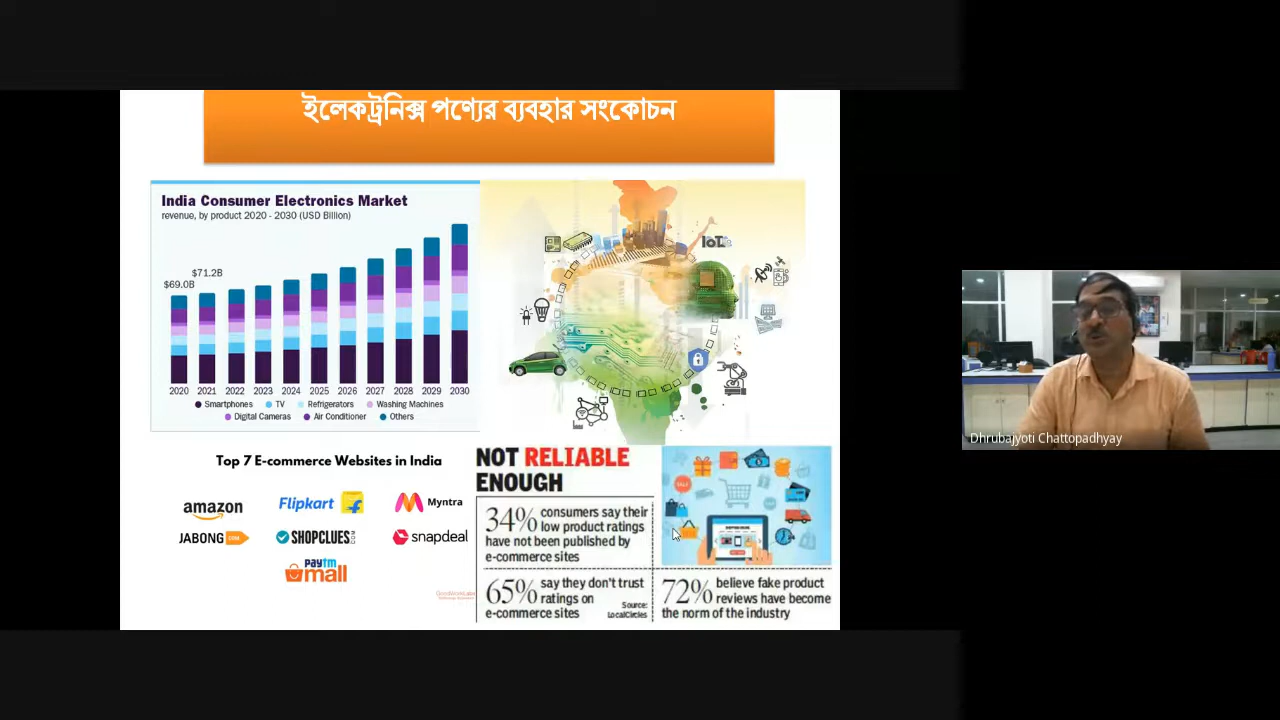 ইলেকট্রনিক্স পণ্যের ব্যবহার সংকোচন
India Consumer Electronics Market
revenue, by product 2020 - 2030 (USD Billion)
$71.2B
$69.0B
2020 2021 2022 2023 2024 2025 2026 2027 2028 2029 2030
Smartphones TV Refrigerators Washing Machines
Digital Cameras Air Conditioner Others
Top 7 E-commerce Websites in India
amazon Flipkart Myntra
JABONG COM SHOPCLUES snapdeal
paytm
mall
NOT RELIABLE
ENOUGH
34% consumers say their
low product ratings
have not been published by
e-commerce sites
65% say they don't trust
ratings on
e-commerce sites
Source:
LocalCircles
72% believe fake product
reviews have become
the norm of the industry
Dhrubajyoti Chattopadhyay